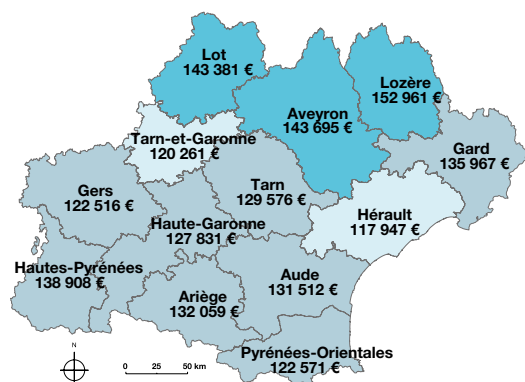 Lot
143 381 €
Lozère
152 961 €
Aveyron
143 695 €
Tarn-et-Garonne
120 261 €
Gard
135 967 €
Gers
122 516 €
Tarn
129 576 €
Haute-Garonne
127 831 €
Hérault
117 947 €
Hautes-Pyrénées
138 908 €
Aude
131 512 €
Ariège
132 059 €
Pyrénées-Orientales
122 571 €
N
0 25 50 km